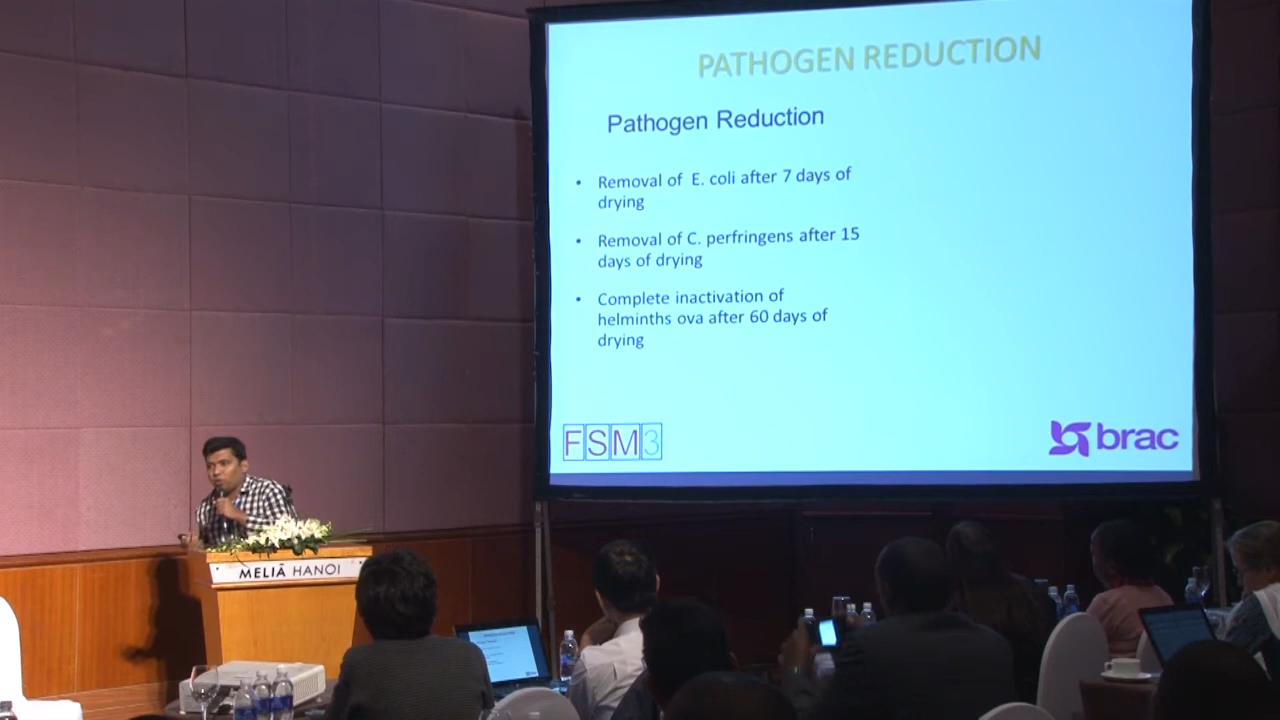 PATHOGEN REDUCTION
Pathogen Reduction
• Removal of E. coli after 7 days of
drying
• Removal of C. perfringens after 15
days of drying
• Complete inactivation of
helminths ova after 60 days of
drying
FSM3
brac
MELIÃ HANOI